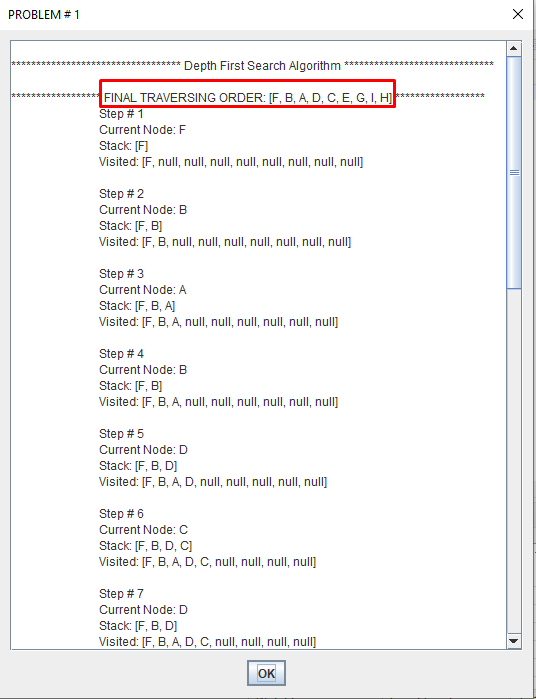 PROBLEM # 1
********************************** Depth First Search Algorithm ******************************
****************** FINAL TRAVERSING ORDER: [F, B, A, D, C, E, G, I, H] ******************
Step # 1
Current Node: F
Stack: [F]
Visited: [F, null, null, null, null, null, null, null, null]
Step # 2
Current Node: B
Stack: [F, B]
Visited: [F, B, null, null, null, null, null, null, null]
Step # 3
Current Node: A
Stack: [F, B, A]
Visited: [F, B, A, null, null, null, null, null, null]
Step # 4
Current Node: B
Stack: [F, B]
Visited: [F, B, A, null, null, null, null, null, null]
Step # 5
Current Node: D
Stack: [F, B, D]
Visited: [F, B, A, D, null, null, null, null, null]
Step # 6
Current Node: C
Stack: [F, B, D, C]
Visited: [F, B, A, D, C, null, null, null, null]
Step # 7
Current Node: D
Stack: [F, B, D]
Visited: [F, B, A, D, C, null, null, null, null]
OK